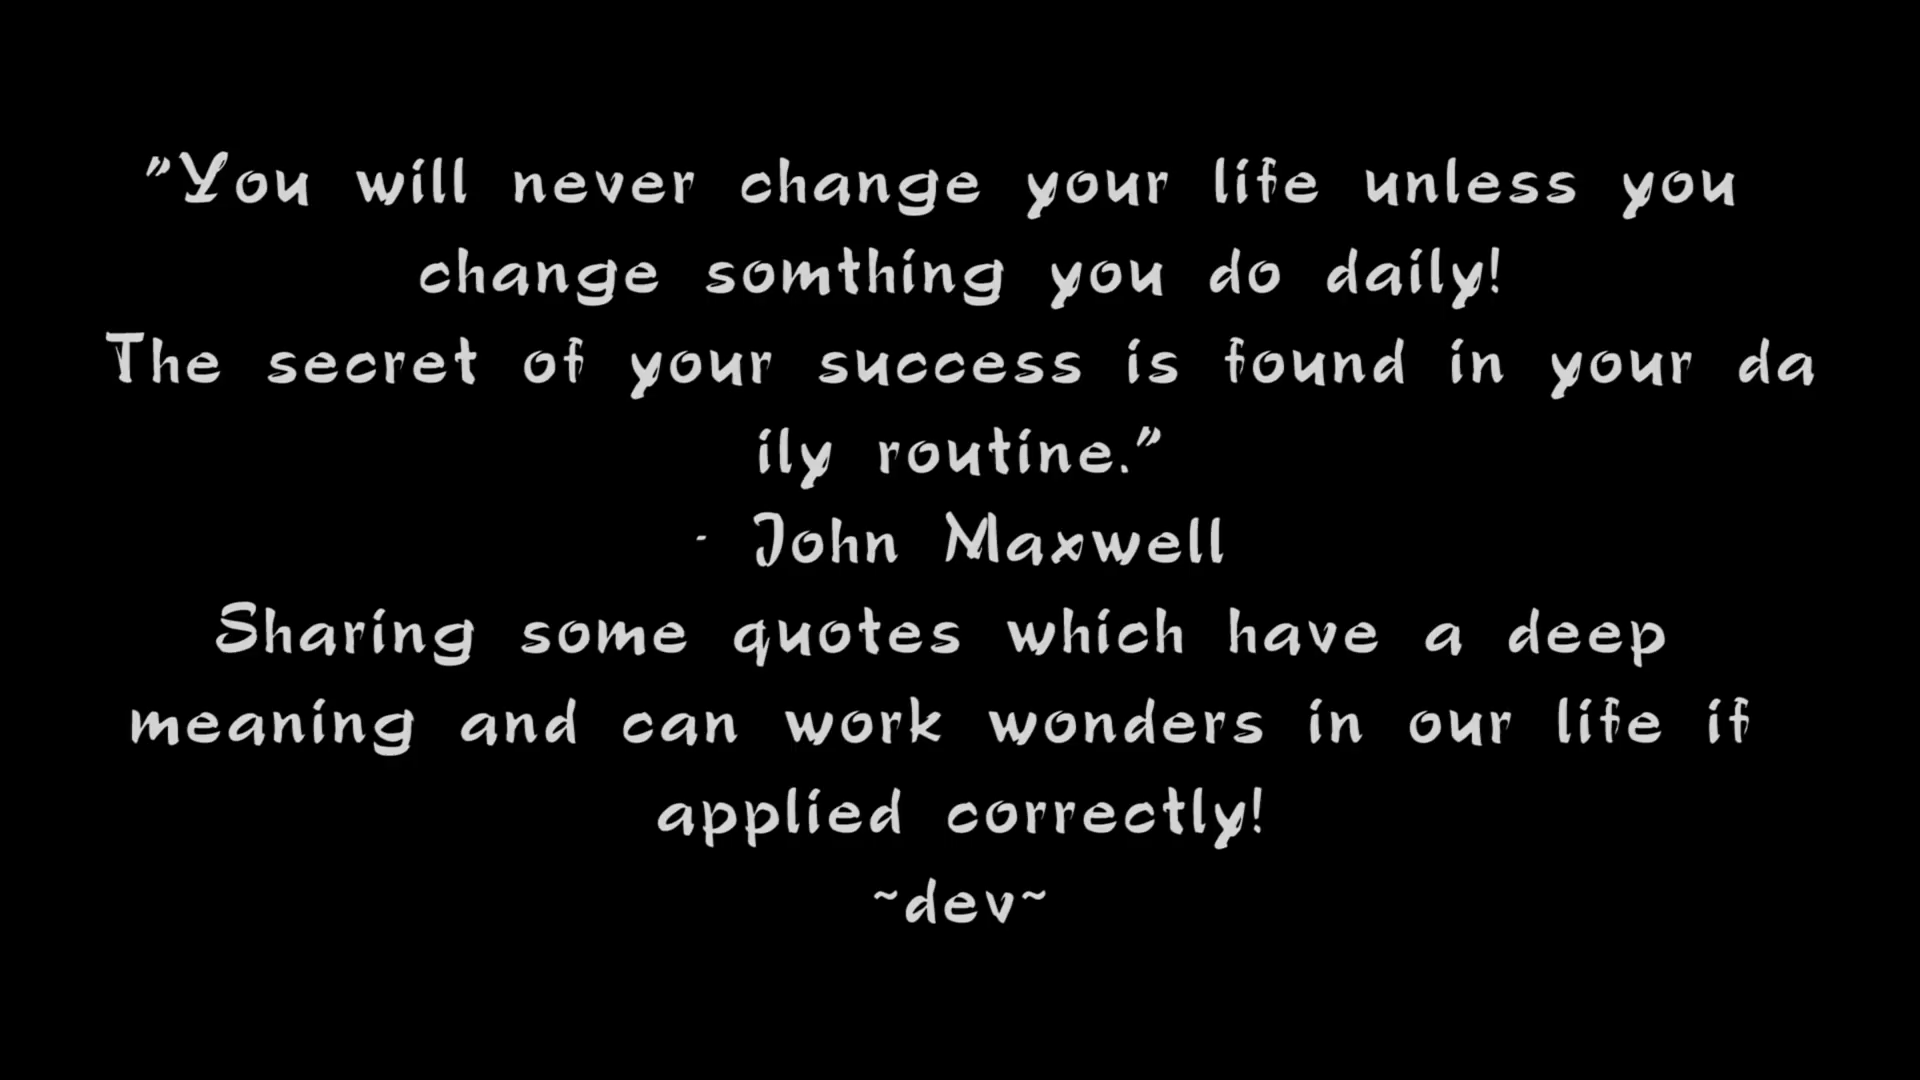 "You will never change your life unless you
change somthing you do daily!
The secret of your success is found in your da
ily routine."
- John Maxwell
Sharing some quotes which have a deep
meaning and can work wonders in our life if
applied correctly!
~dev~